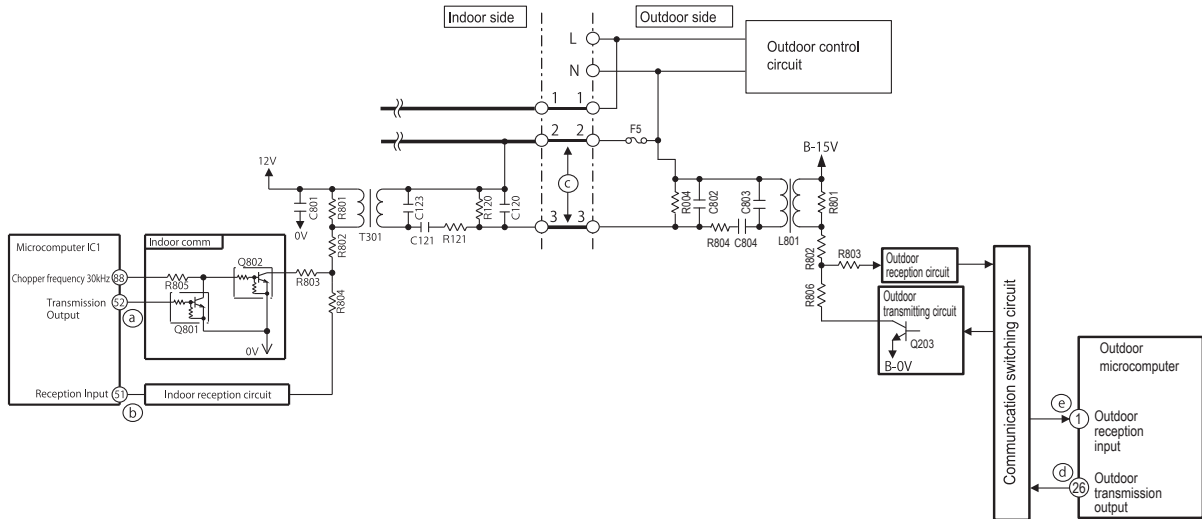 Indoor side
Outdoor side
L
N
Outdoor control
circuit
1
1
2
2
F5
c
3
3
12V
C801
0V
R801
R802
T301
C123
C121
R121
R120
C120
R004
C802
C803
R804
C804
L801
B-15V
R801
R802
R803
R806
Outdoor
reception circuit
Outdoor
transmitting circuit
Q203
B-0V
Communication switching circuit
Outdoor
microcomputer
e
1
Outdoor
reception
input
d
26
Outdoor
transmission
output
Microcomputer IC1
Chopper frequency 30kHz
88
Transmission
Output
52
a
Reception Input
51
b
Indoor comm
Q802
R805
Q801
0V
R803
R804
Indoor reception circuit